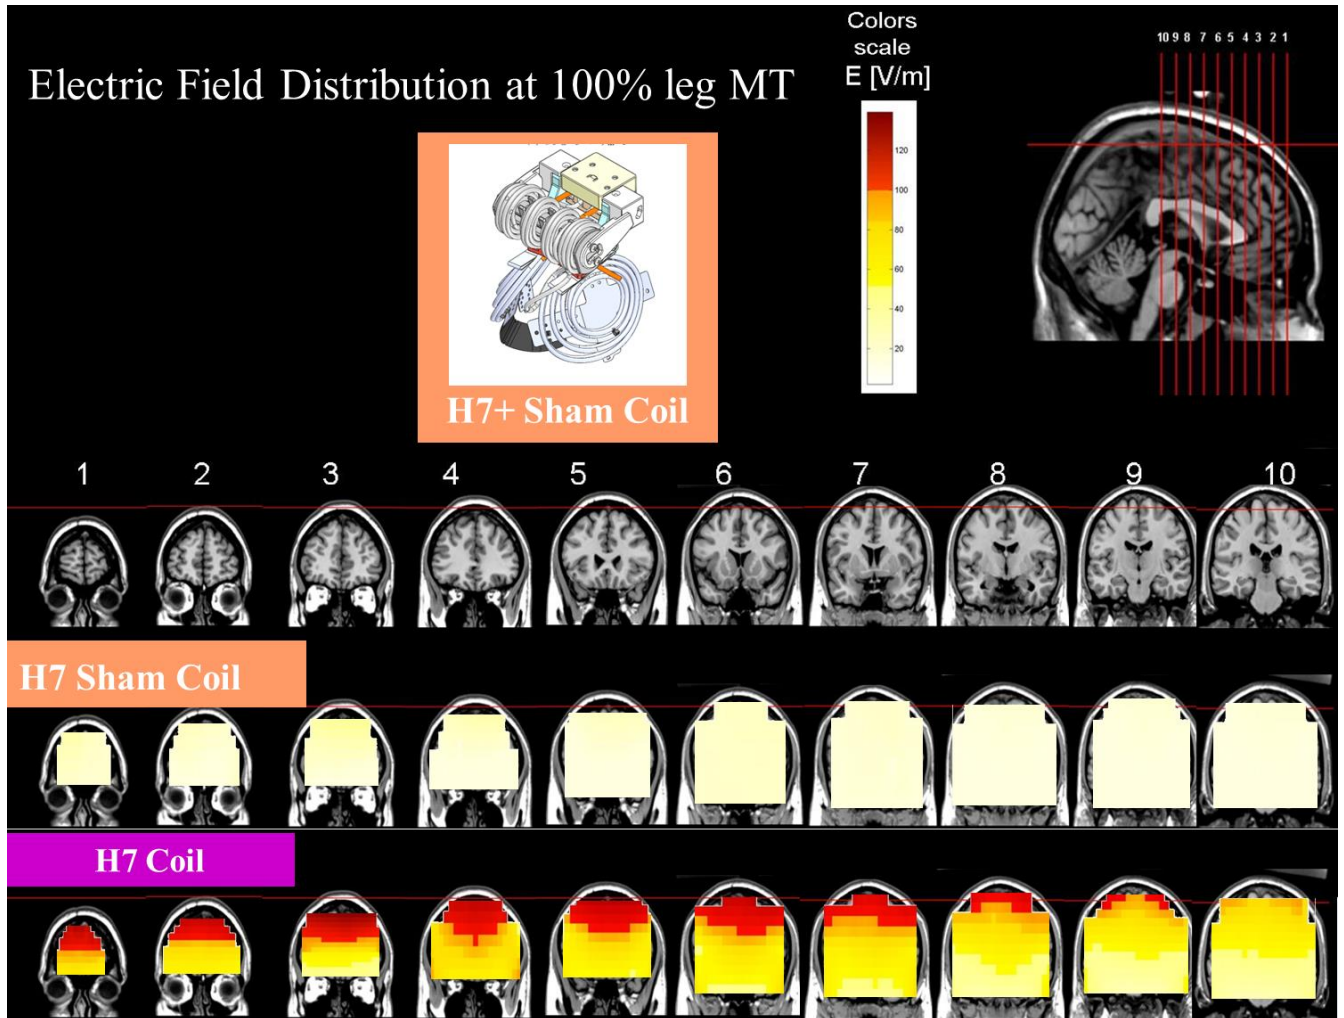 Electric Field Distribution at 100% leg MT
Colors
scale
E [V/m]
120
100
80
60
40
20
10 9 8 7 6 5 4 3 2 1
H7+ Sham Coil
1 2 3 4 5 6 7 8 9 10
H7 Sham Coil
H7 Coil